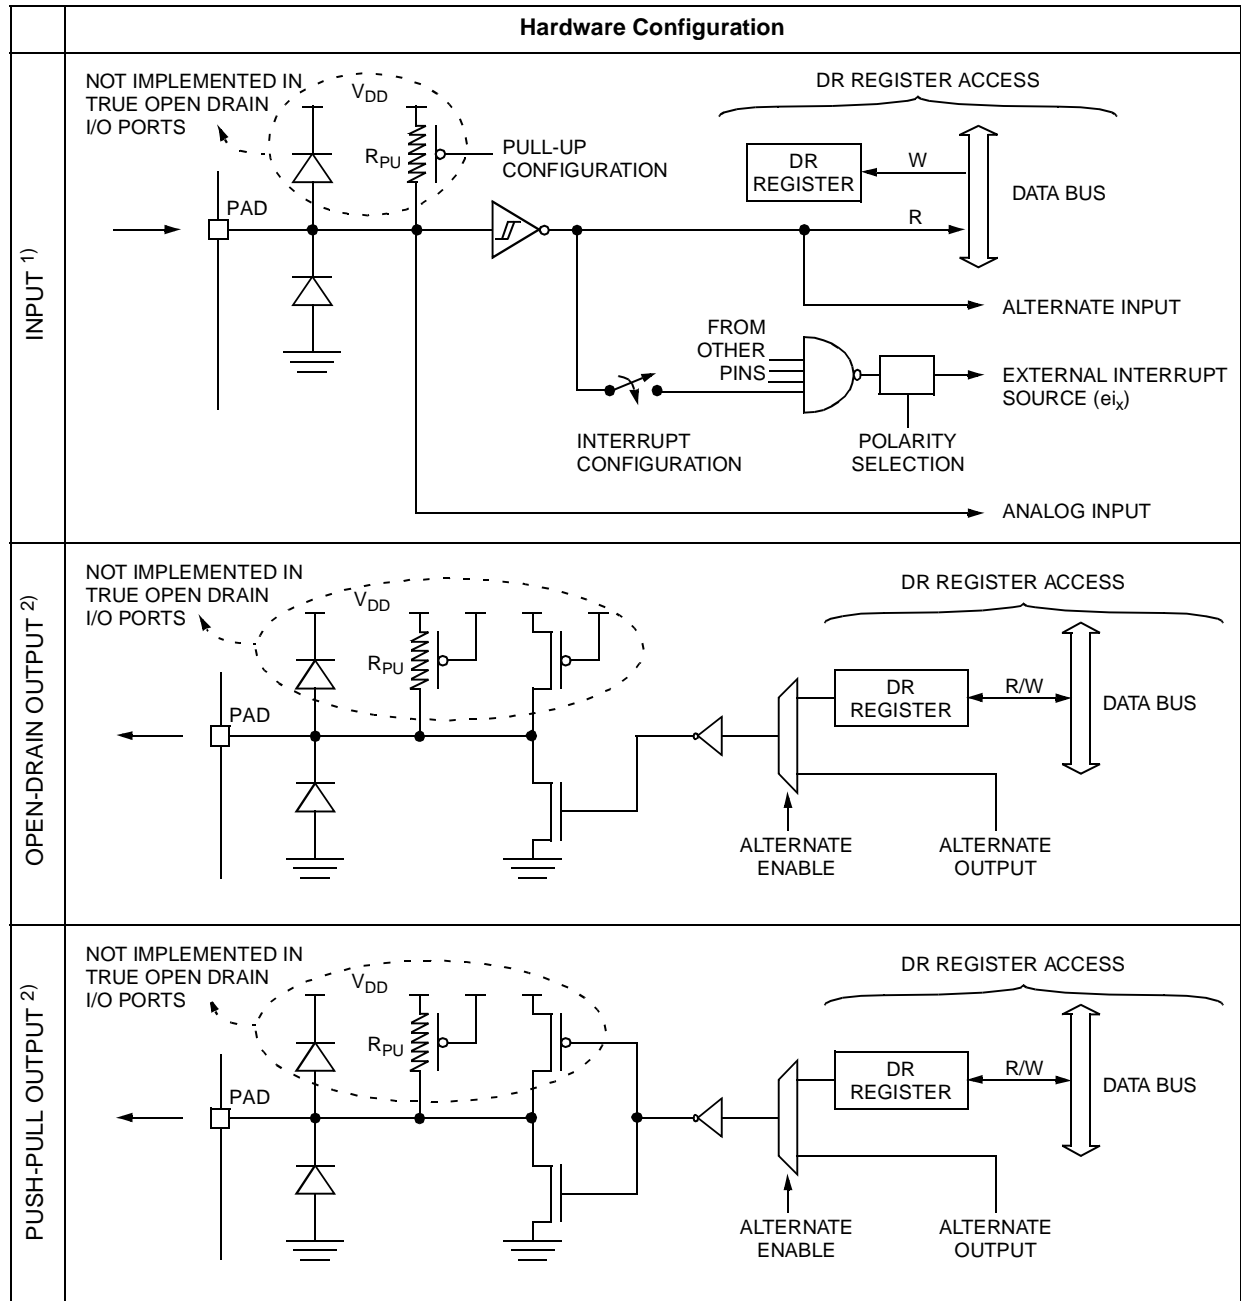 Hardware Configuration
INPUT 1)
NOT IMPLEMENTED IN
TRUE OPEN DRAIN
I/O PORTS
VDD
RPU
PULL-UP
CONFIGURATION
PAD
DR REGISTER ACCESS
DR
REGISTER
W
R
DATA BUS
ALTERNATE INPUT
FROM
OTHER
PINS
EXTERNAL INTERRUPT
SOURCE (eix)
INTERRUPT
CONFIGURATION
POLARITY
SELECTION
ANALOG INPUT
OPEN-DRAIN OUTPUT 2)
NOT IMPLEMENTED IN
TRUE OPEN DRAIN
I/O PORTS
VDD
RPU
PAD
DR REGISTER ACCESS
DR
REGISTER
R/W
DATA BUS
ALTERNATE
ENABLE
ALTERNATE
OUTPUT
PUSH-PULL OUTPUT 2)
NOT IMPLEMENTED IN
TRUE OPEN DRAIN
I/O PORTS
VDD
RPU
PAD
DR REGISTER ACCESS
DR
REGISTER
R/W
DATA BUS
ALTERNATE
ENABLE
ALTERNATE
OUTPUT